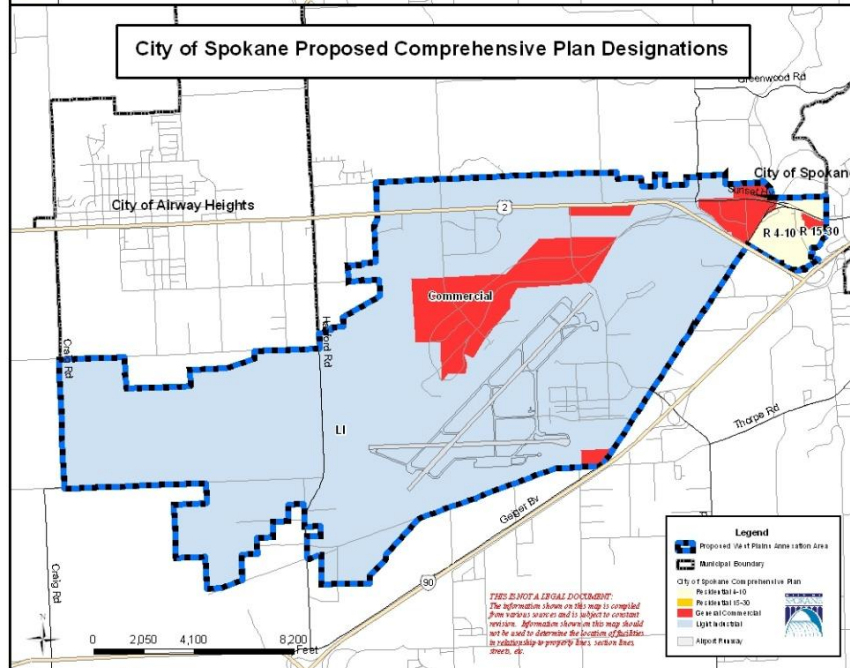 City of Spokane Proposed Comprehensive Plan Designations
Greenwood Rd
City of Spokane
Sunset H
City of Airway Heights
2
R 4-10
R 15-30
Commercial
Craig Rd
Hayford Rd
LI
Thorpe Rd
Geiger Bv
90
Craig Rd
Legend
Proposed West Plains Annexation Area
Municipal Boundary
City of Spokane Comprehensive Plan
Residential 4-10
Residential 15-30
General Commercial
Light Industrial
Airport Runway
CITY OF
SPOKANE
THIS IS NOT A LEGAL DOCUMENT:
The information shown on this map is compiled
from various sources and is subject to constant
revision. Information shown on this map should
not be used to determine the location of facilities
in relationship to property lines, section lines,
streets, etc.
0 2,050 4,100 8,200
Feet